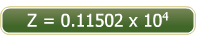 Z = 0.11502 x 10⁴